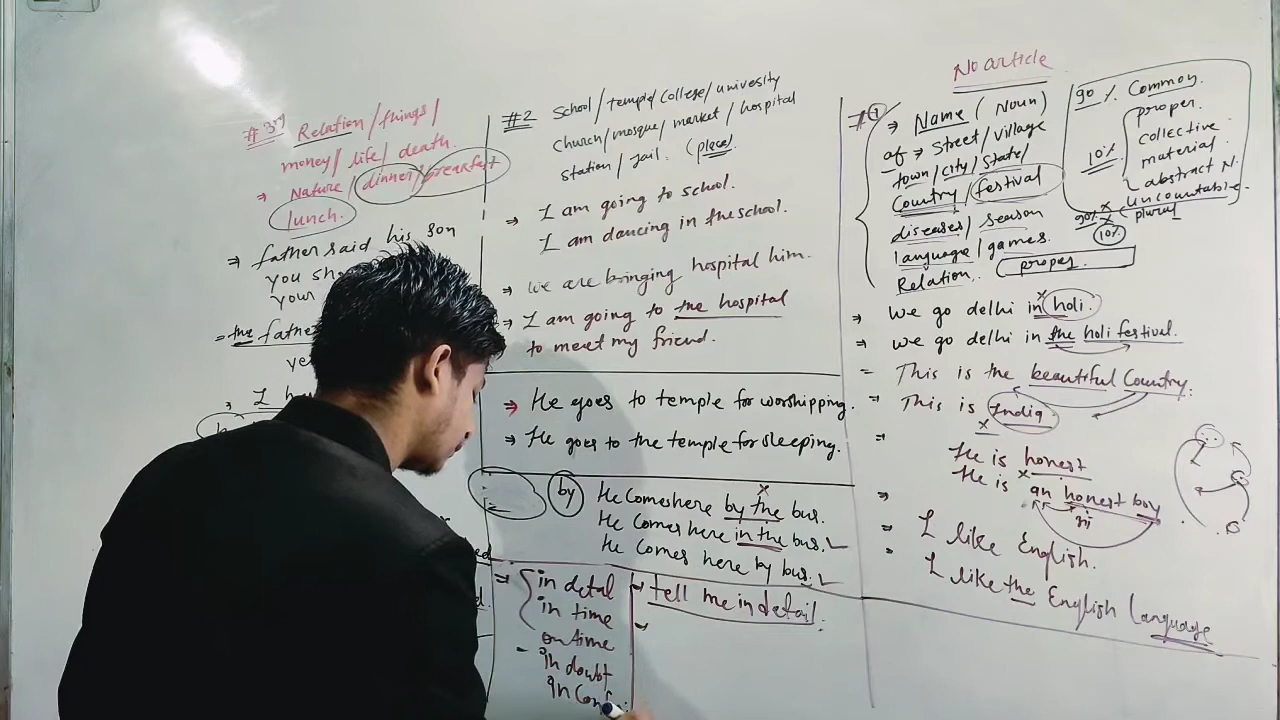 No article
#3rd Relation / things /
money / life / death.
→ Nature / dinner / breakfast
lunch.
⇒ father said his son
you
your
= the father
ye
I
#2 School / temple / College / univesity
church / mosque / market / hospital
station / jail. (place)
⇒ I am going to school.
I am dancing in the school.
⇒ We are bringing hospital him.
⇒ I am going to the hospital
to meet my friend.
⇒ He goes to temple for worshipping.
⇒ He goes to the temple for sleeping.
by He Comes here by the bus.
He comes here in the bus. ✓
He Comes here by bus. ✓
⇒ in detal
in time
on time
- in doubt
in Con
→ tell me in detail.
#1 ⇒ Name (Noun)
of ⇒ Street / village
town / city / State /
Country / festival
diseases / season
language / games.
Relation. (proper.
90 % Common.
proper.
collective.
10% material.
abstract N.
uncountable.
90% × plural
10%
⇒ We go delhi in × holi.
⇒ we go delhi in the holi festival.
= This is the beautiful Country.
⇒ This is India
×
= He is honest
He is × an honest boy
⇒ I like English.
= I like the English Language